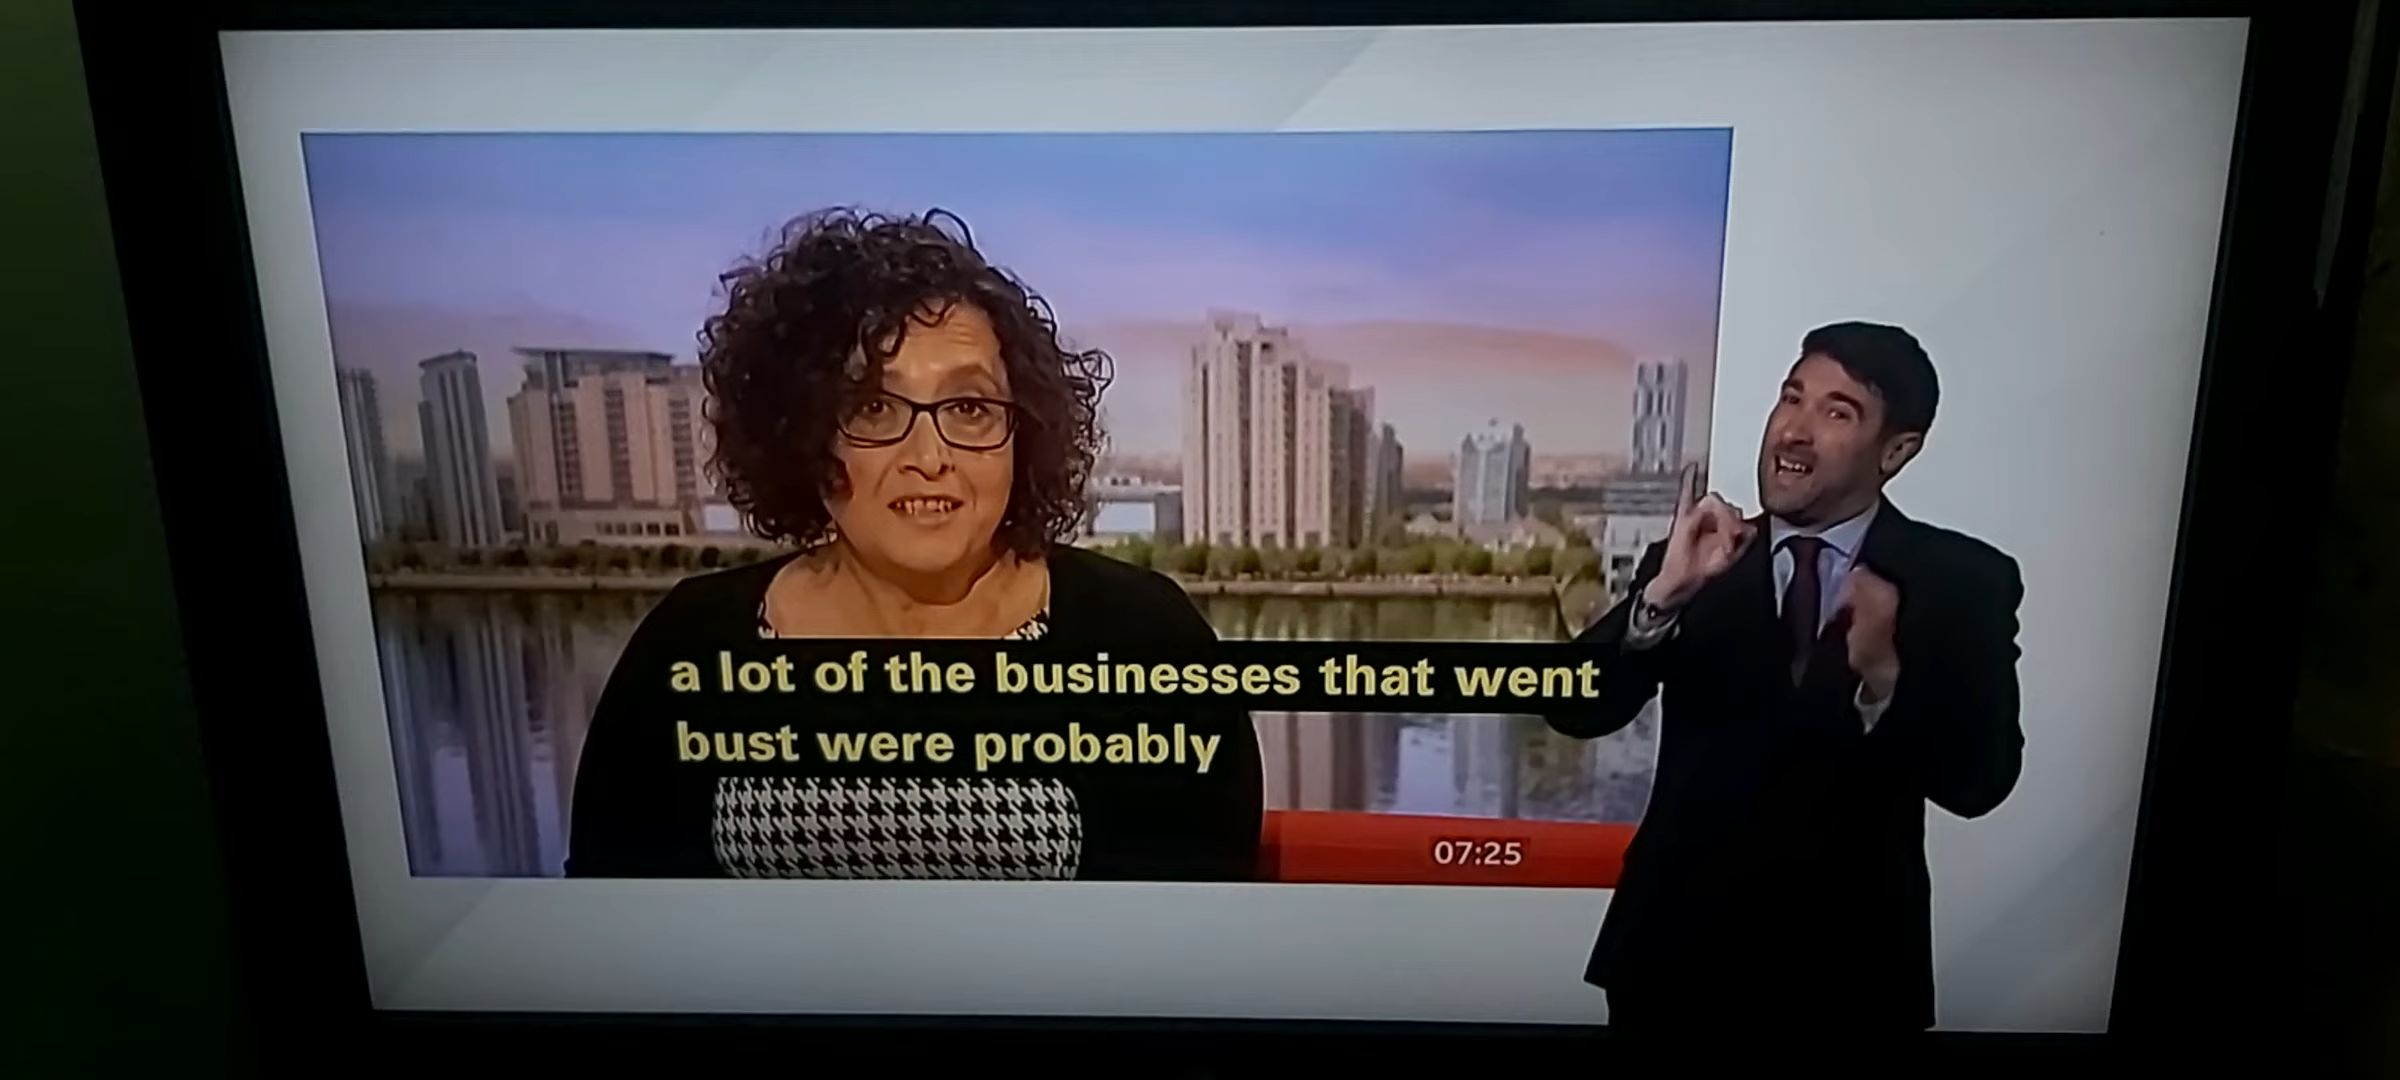 a lot of the businesses that went
bust were probably
07:25